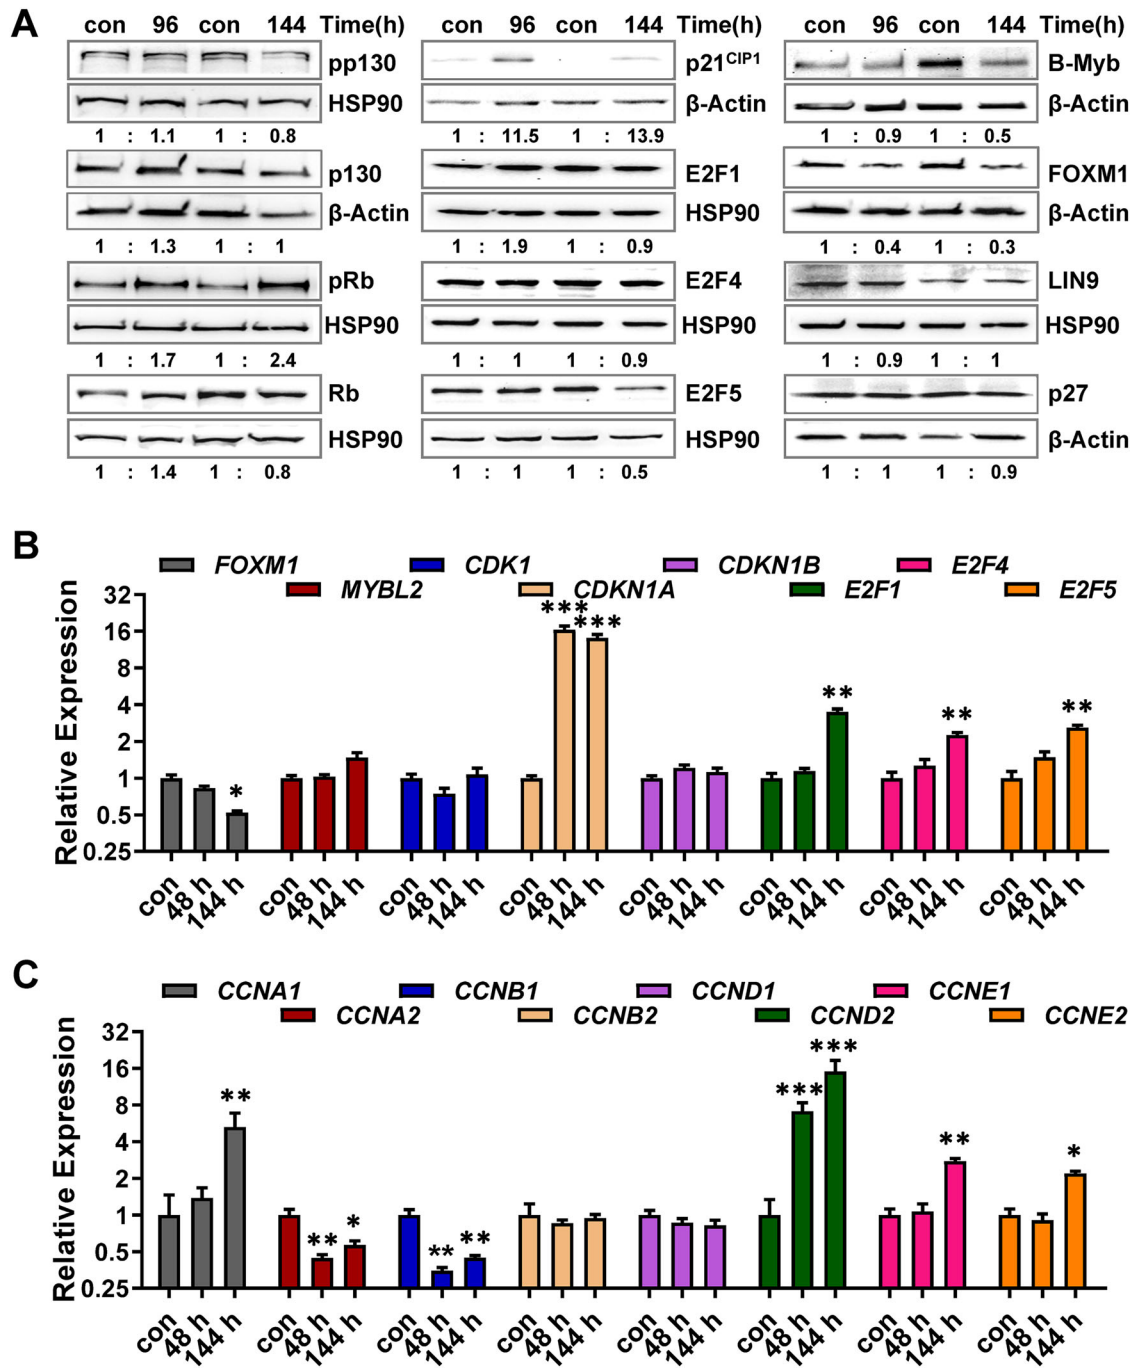 A
con 96 con 144 Time(h)
pp130
HSP90
1 : 1.1 1 : 0.8
p130
β-Actin
1 : 1.3 1 : 1
pRb
HSP90
1 : 1.7 1 : 2.4
Rb
HSP90
1 : 1.4 1 : 0.8
con 96 con 144 Time(h)
p21CIP1
β-Actin
1 : 11.5 1 : 13.9
E2F1
HSP90
1 : 1.9 1 : 0.9
E2F4
HSP90
1 : 1 1 : 0.9
E2F5
HSP90
1 : 1 1 : 0.5
con 96 con 144 Time(h)
B-Myb
β-Actin
1 : 0.9 1 : 0.5
FOXM1
β-Actin
1 : 0.4 1 : 0.3
LIN9
HSP90
1 : 0.9 1 : 1
p27
β-Actin
1 : 1 1 : 0.9
B
FOXM1 CDK1 CDKN1B E2F4
MYBL2 CDKN1A E2F1 E2F5
Relative Expression
32
16
8
4
2
1
0.5
0.25
* *** *** ** ** **
con 48 h 144 h con 48 h 144 h con 48 h 144 h con 48 h 144 h con 48 h 144 h con 48 h 144 h con 48 h 144 h con 48 h 144 h
C
CCNA1 CCNB1 CCND1 CCNE1
CCNA2 CCNB2 CCND2 CCNE2
Relative Expression
32
16
8
4
2
1
0.5
0.25
** ** * ** ** *** *** ** *
con 48 h 144 h con 48 h 144 h con 48 h 144 h con 48 h 144 h con 48 h 144 h con 48 h 144 h con 48 h 144 h con 48 h 144 h